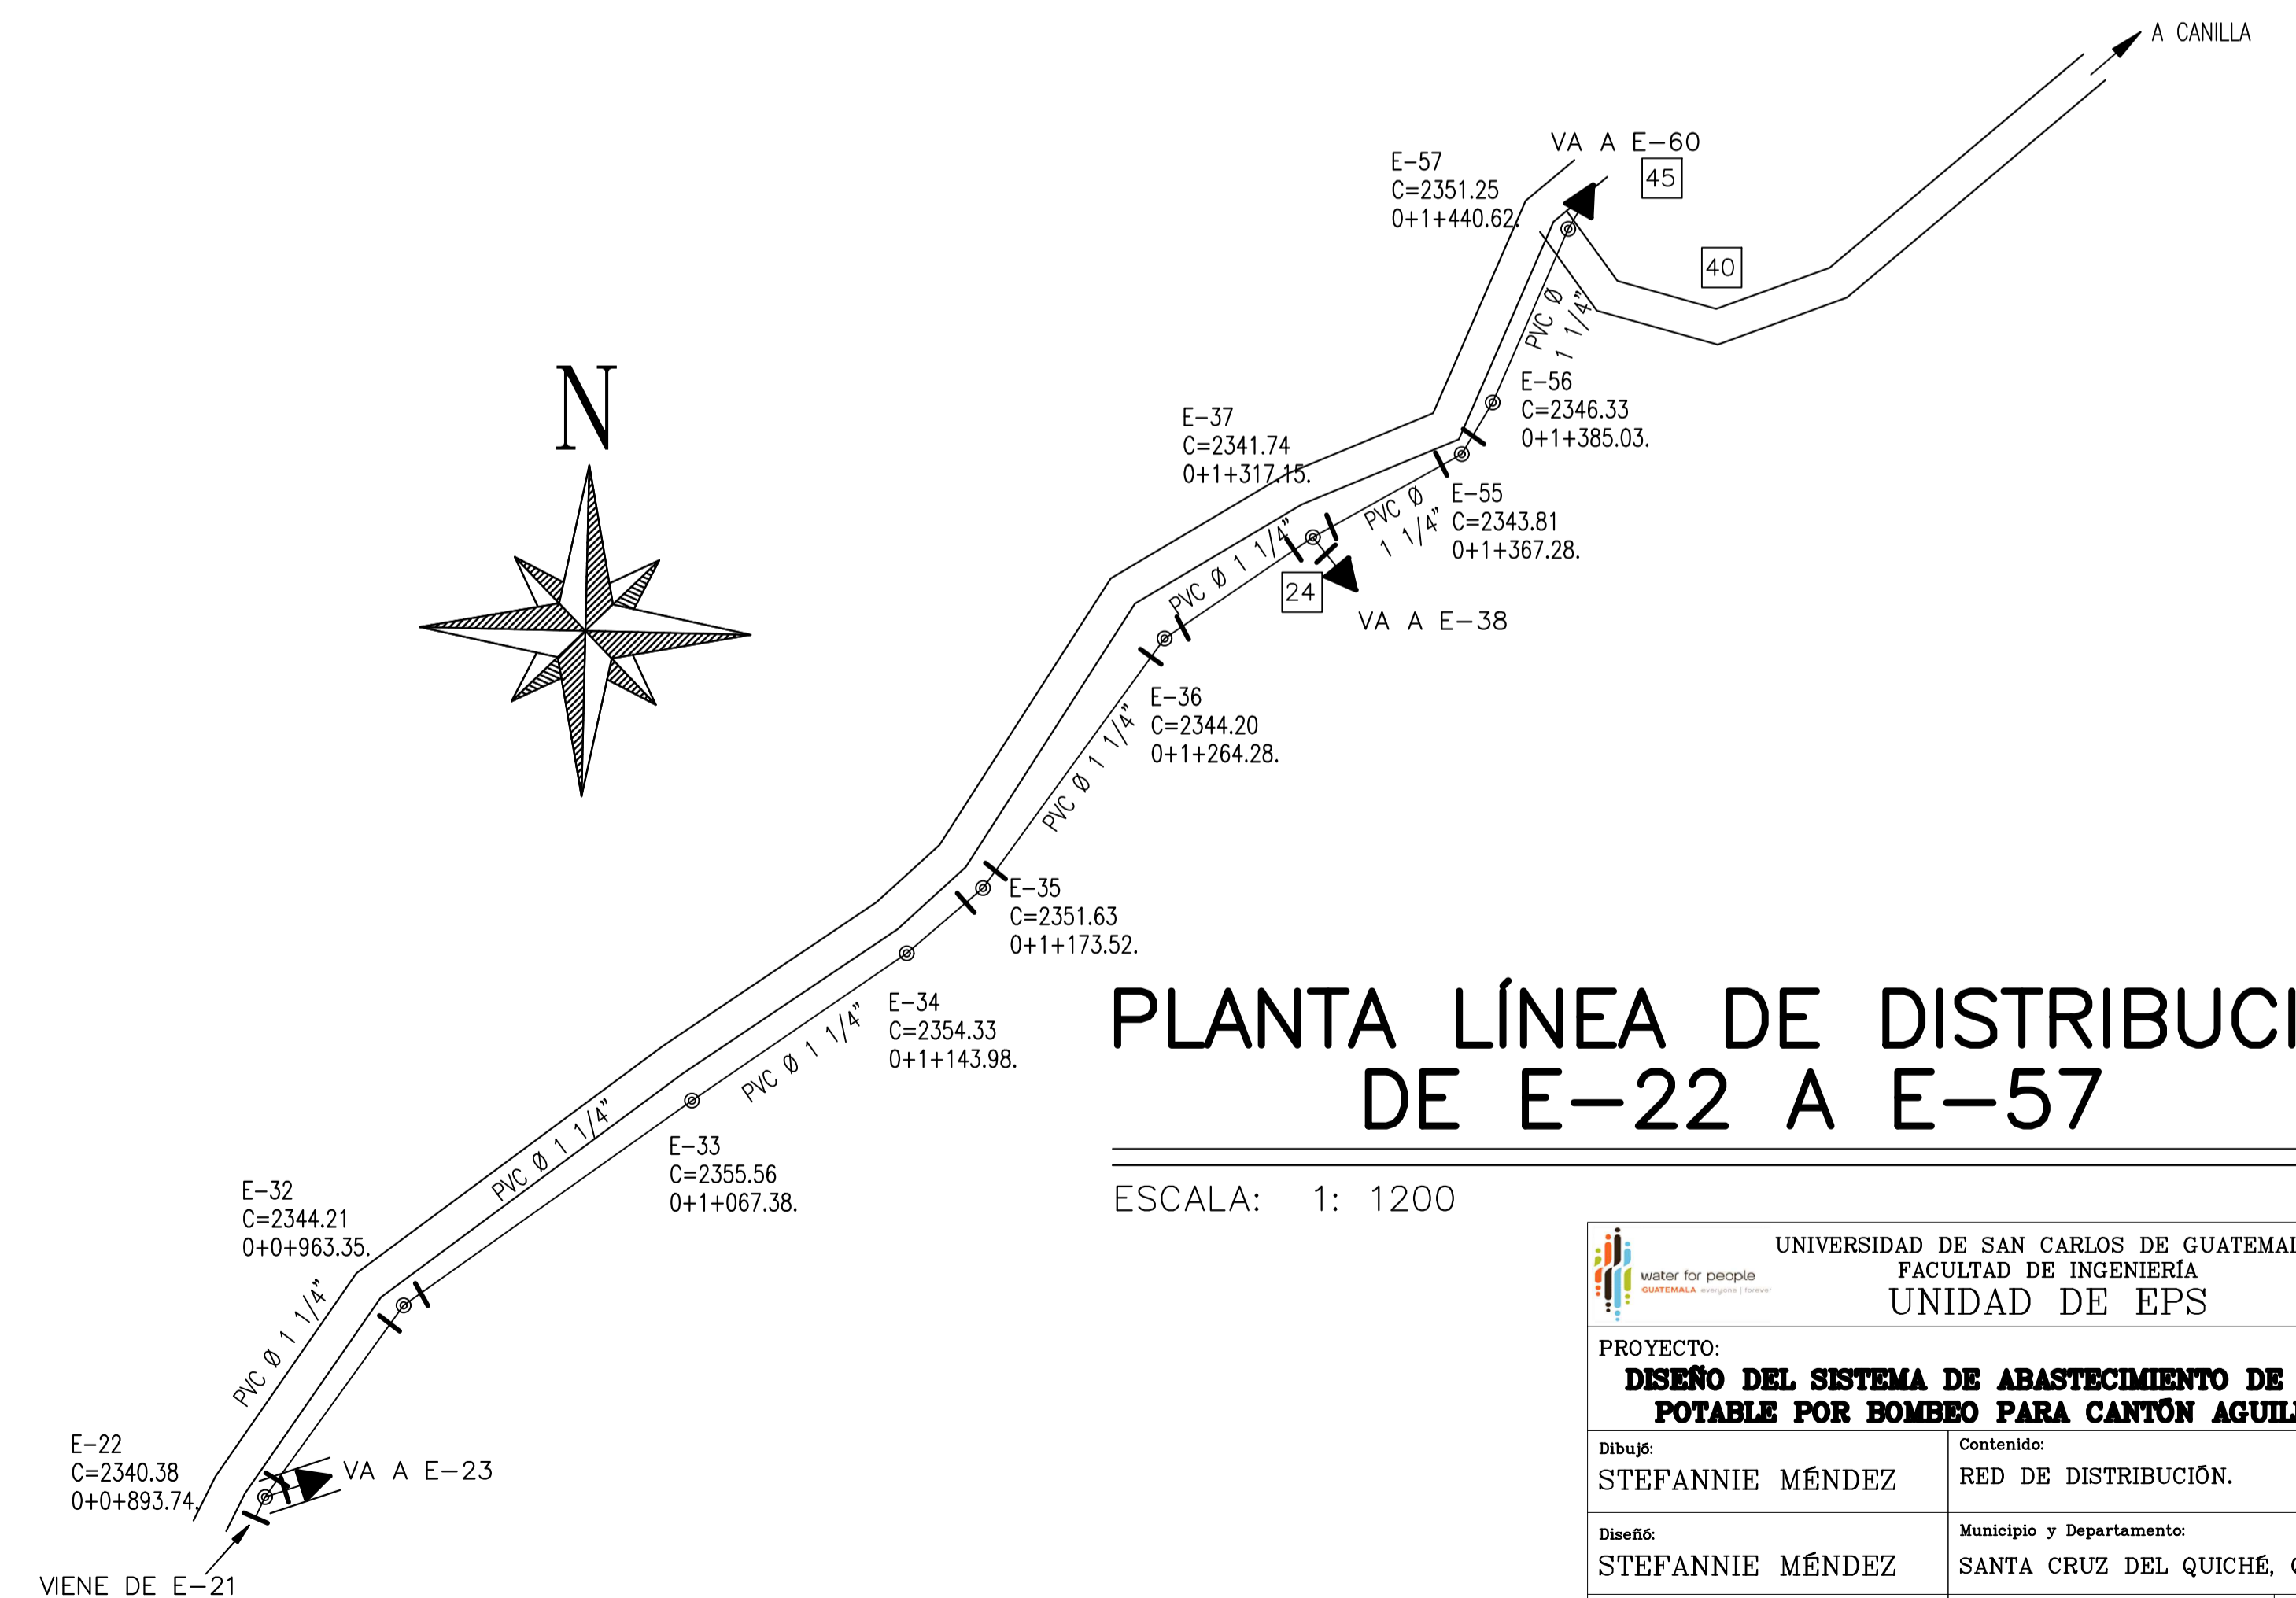 A CANILLA
VA A E-60
45
E-57
C=2351.25
0+1+440.62.
40
PVC Ø
1 1/4"
N
E-56
C=2346.33
0+1+385.03.
E-37
C=2341.74
0+1+317.15.
E-55
C=2343.81
0+1+367.28.
PVC Ø
1 1/4"
PVC Ø 1 1/4"
24
VA A E-38
E-36
C=2344.20
0+1+264.28.
PVC Ø 1 1/4"
E-35
C=2351.63
0+1+173.52.
E-34
C=2354.33
0+1+143.98.
PVC Ø 1 1/4"
PLANTA LÍNEA DE DISTRIBUCI
DE E-22 A E-57
ESCALA: 1: 1200
E-33
C=2355.56
0+1+067.38.
PVC Ø 1 1/4"
E-32
C=2344.21
0+0+963.35.
PVC Ø 1 1/4"
E-22
C=2340.38
0+0+893.74.
VA A E-23
VIENE DE E-21
water for people
GUATEMALA everyone | forever
UNIVERSIDAD DE SAN CARLOS DE GUATEMAL
FACULTAD DE INGENIERÍA
UNIDAD DE EPS
PROYECTO:
DISEÑO DEL SISTEMA DE ABASTECIMIENTO DE
POTABLE POR BOMBEO PARA CANTÓN AGUIL
Dibujó:
STEFANNIE MÉNDEZ
Contenido:
RED DE DISTRIBUCIÓN.
Diseñó:
STEFANNIE MÉNDEZ
Municipio y Departamento:
SANTA CRUZ DEL QUICHÉ,